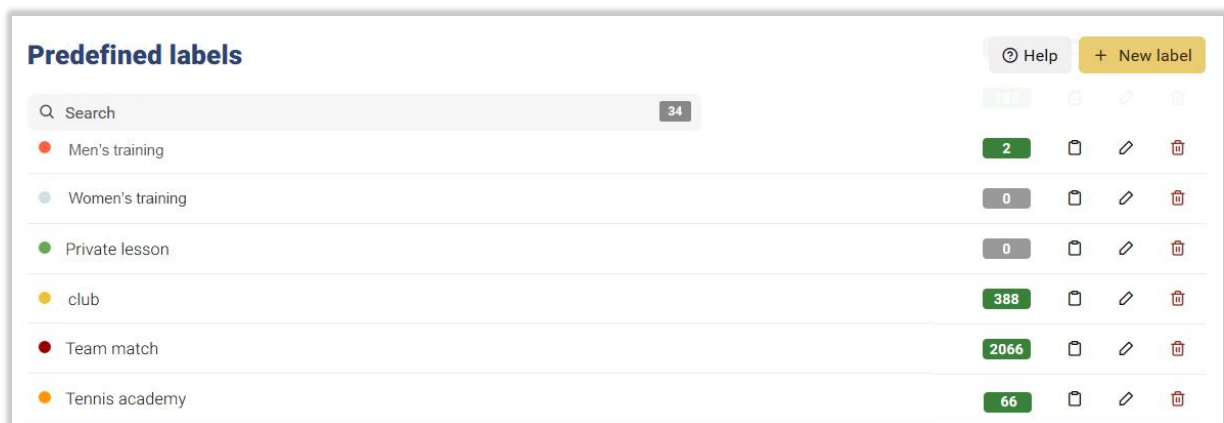 Predefined labels
Help
+ New label
Search 34
Men's training 2
Women's training 0
Private lesson 0
club 388
Team match 2066
Tennis academy 66